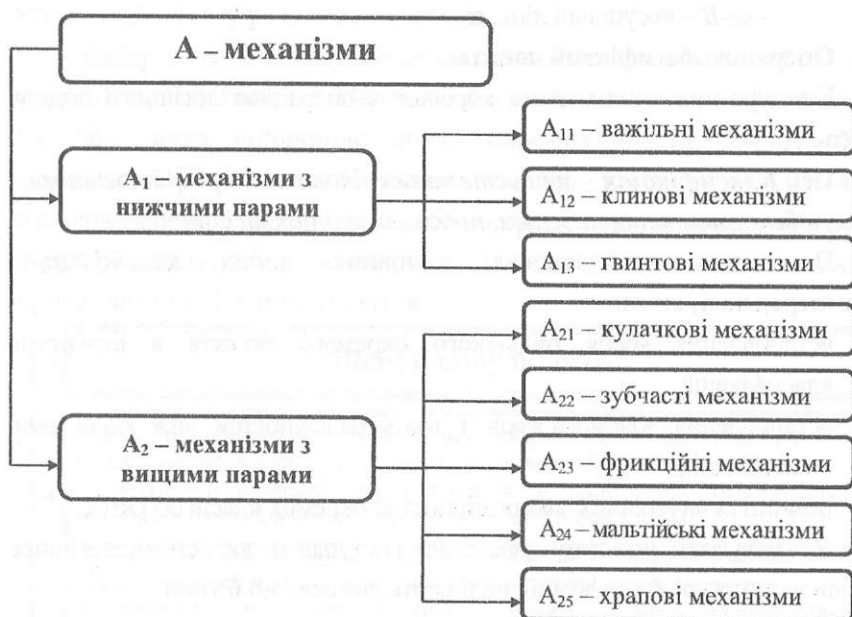 А – механізми
А₁ – механізми з
нижчими парами
А₁₁ – важільні механізми
А₁₂ – клинові механізми
А₁₃ – гвинтові механізми
А₂ – механізми з
вищими парами
А₂₁ – кулачкові механізми
А₂₂ – зубчасті механізми
А₂₃ – фрикційні механізми
А₂₄ – мальтійські механізми
А₂₅ – храпові механізми